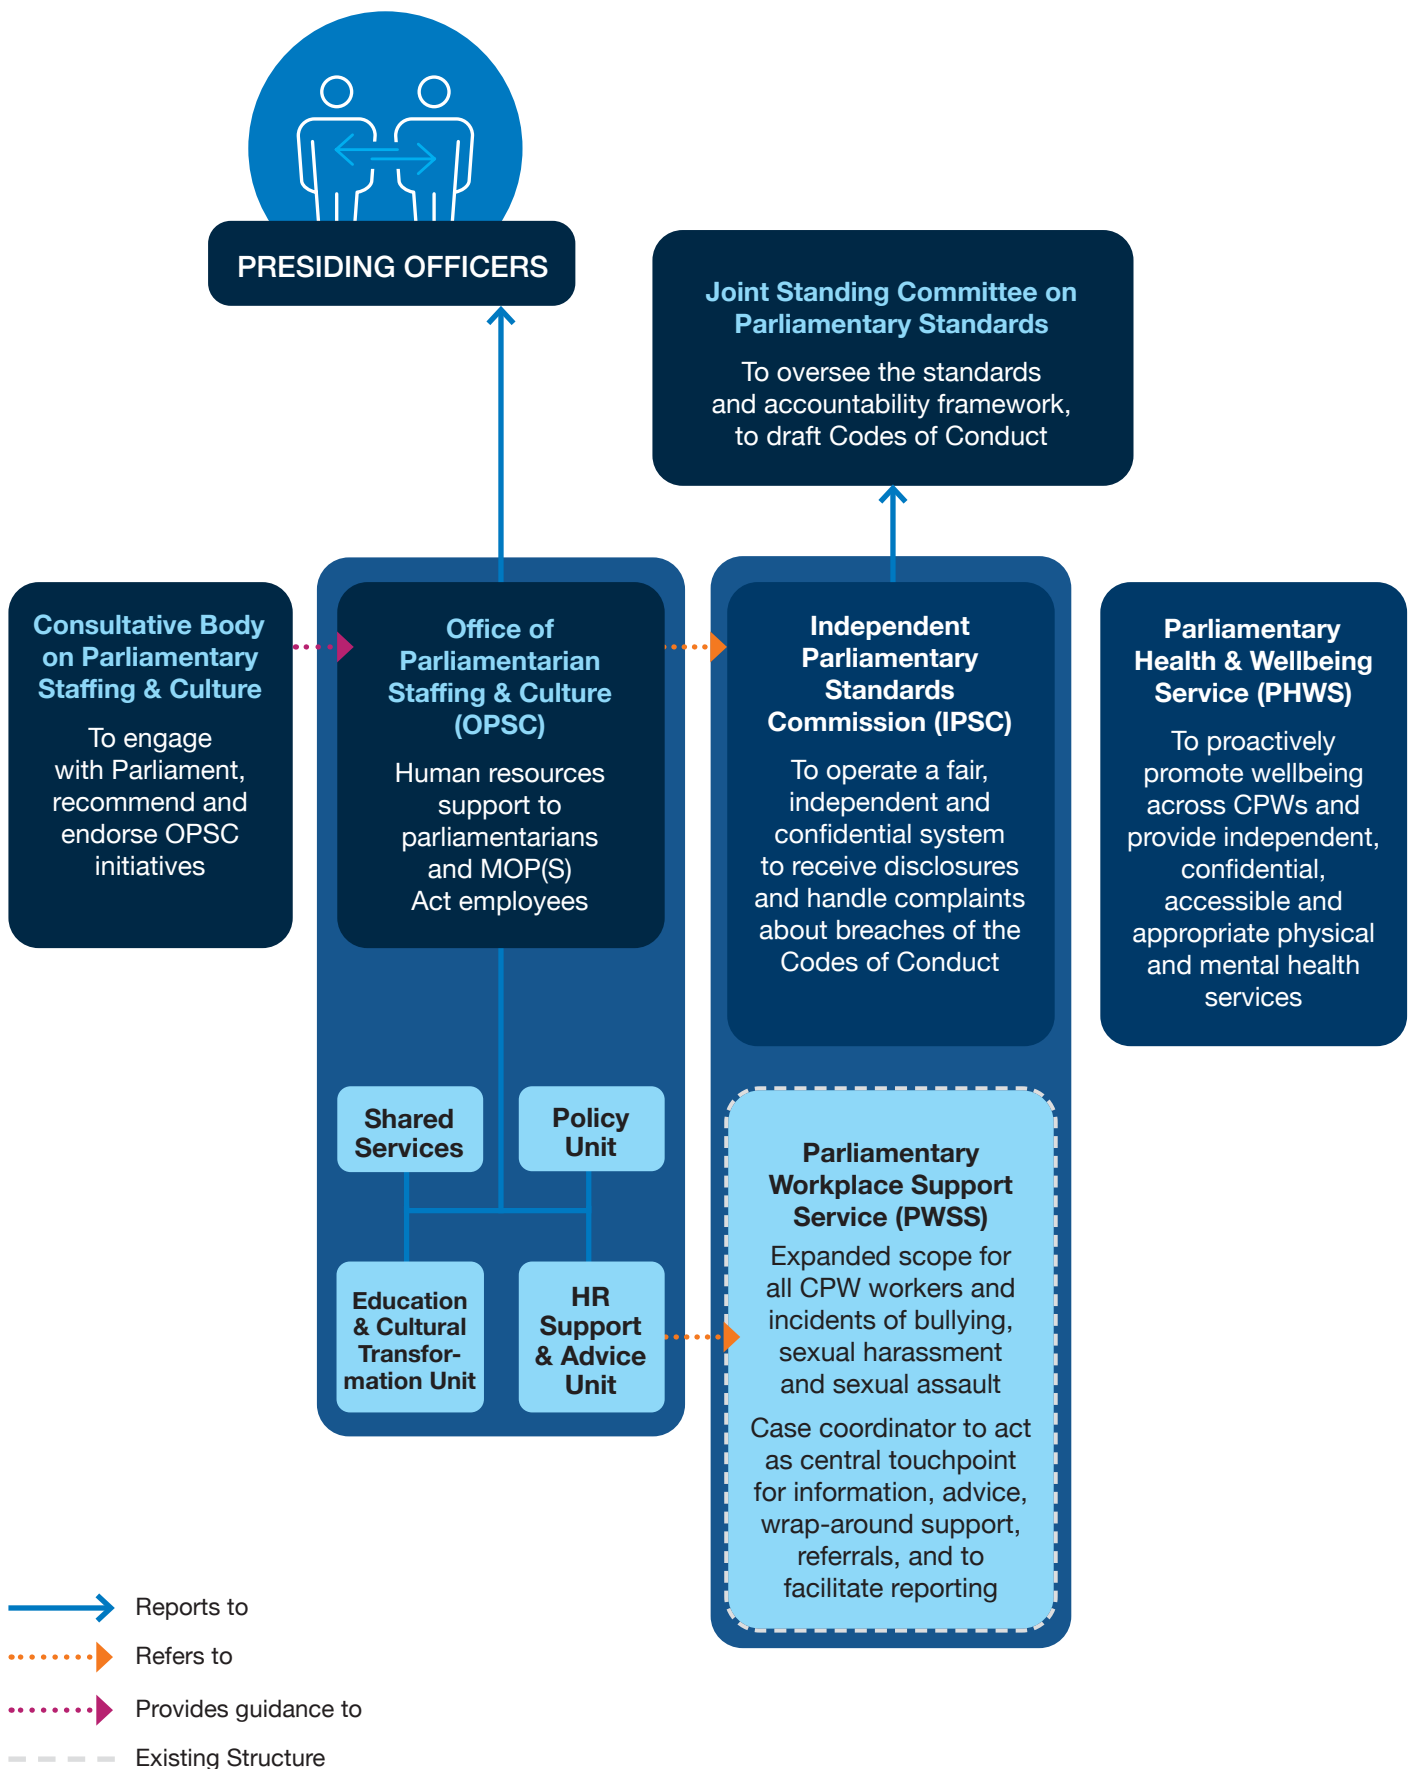 PRESIDING OFFICERS
Joint Standing Committee on
Parliamentary Standards
To oversee the standards
and accountability framework,
to draft Codes of Conduct
Consultative Body
on Parliamentary
Staffing & Culture
To engage
with Parliament,
recommend and
endorse OPSC
initiatives
Office of
Parliamentarian
Staffing & Culture
(OPSC)
Human resources
support to
parliamentarians
and MOP(S)
Act employees
Independent
Parliamentary
Standards
Commission (IPSC)
To operate a fair,
independent and
confidential system
to receive disclosures
and handle complaints
about breaches of the
Codes of Conduct
Parliamentary
Health & Wellbeing
Service (PHWS)
To proactively
promote wellbeing
across CPWs and
provide independent,
confidential,
accessible and
appropriate physical
and mental health
services
Shared
Services
Policy
Unit
Education
& Cultural
Transfor-
mation Unit
HR
Support
& Advice
Unit
Parliamentary
Workplace Support
Service (PWSS)
Expanded scope for
all CPW workers and
incidents of bullying,
sexual harassment
and sexual assault
Case coordinator to act
as central touchpoint
for information, advice,
wrap-around support,
referrals, and to
facilitate reporting
Reports to
Refers to
Provides guidance to
Existing Structure